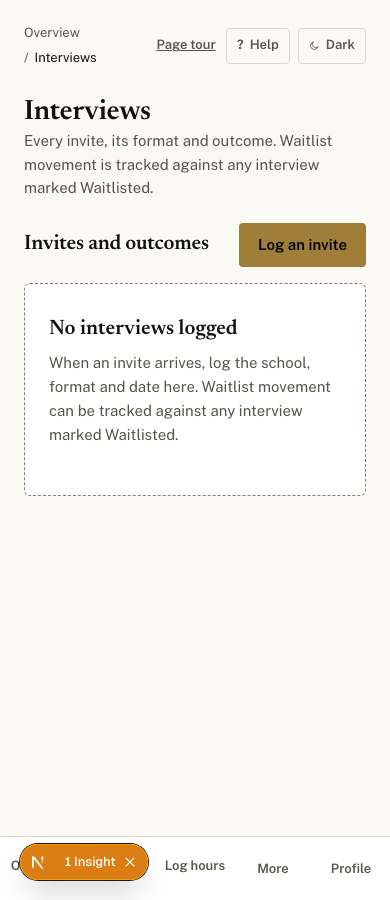 Overview
/ Interviews
Page tour
? Help
Dark
Interviews
Every invite, its format and outcome. Waitlist
movement is tracked against any interview
marked Waitlisted.
Invites and outcomes
Log an invite
No interviews logged
When an invite arrives, log the school,
format and date here. Waitlist movement
can be tracked against any interview
marked Waitlisted.
N
1 Insight
Log hours
More
Profile